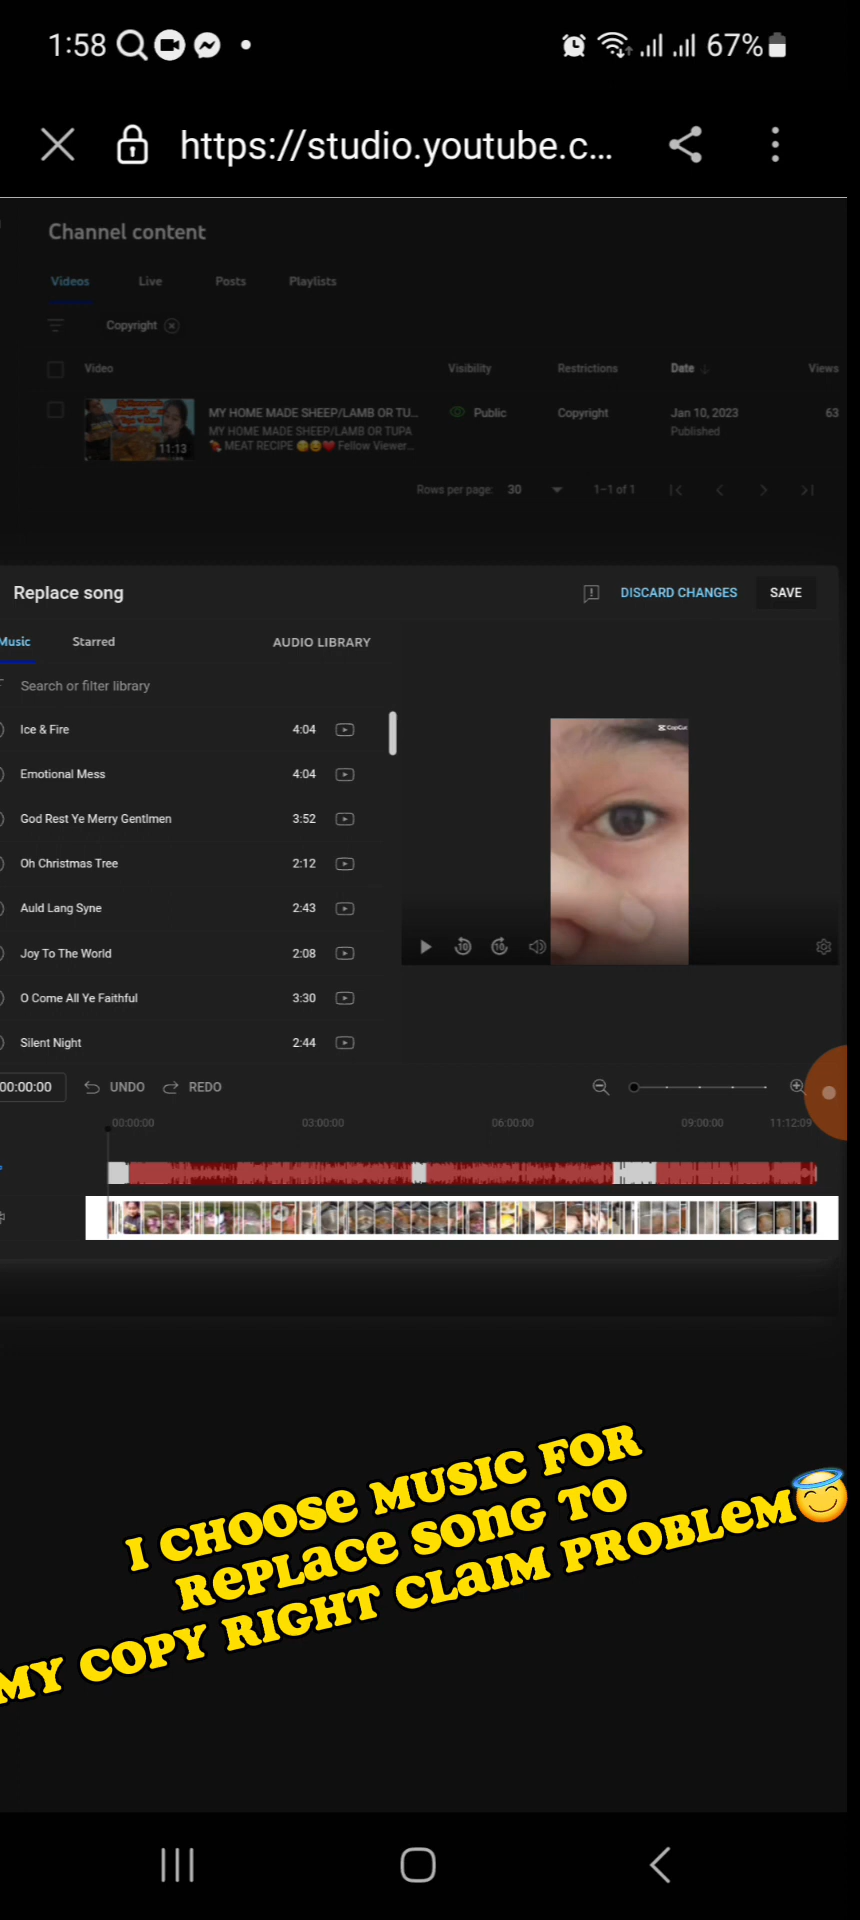 1:58
67%
https://studio.youtube.c...
Channel content
Videos Live Posts Playlists
Copyright
Video Visibility Restrictions Date Views
MY HOME MADE SHEEP/LAMB OR TU... Public Copyright Jan 10, 2023 63
MY HOME MADE SHEEP/LAMB OR TUPA Published
🍖 MEAT RECIPE 😋😊❤️ Fellow Viewer...
11:13
Rows per page: 30 1–1 of 1
Replace song DISCARD CHANGES SAVE
Music Starred AUDIO LIBRARY
Search or filter library
Ice & Fire 4:04
Emotional Mess 4:04
God Rest Ye Merry Gentlmen 3:52
Oh Christmas Tree 2:12
Auld Lang Syne 2:43
Joy To The World 2:08
O Come All Ye Faithful 3:30
Silent Night 2:44
CapCut
10 10
00:00:00 UNDO REDO
00:00:00 03:00:00 06:00:00 09:00:00 11:12:09
I CHOOSE MUSIC FOR
REPLACE SONG TO
MY COPY RIGHT CLAIM PROBLEM😇